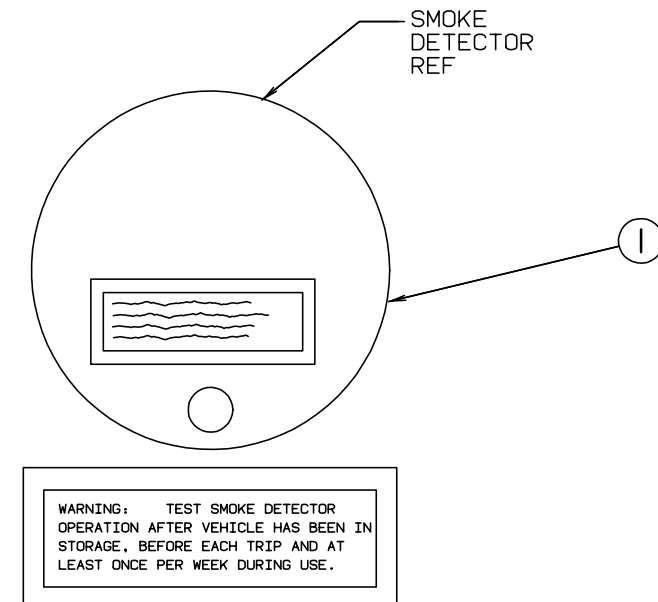 SMOKE
DETECTOR
REF
1
WARNING: TEST SMOKE DETECTOR
OPERATION AFTER VEHICLE HAS BEEN IN
STORAGE, BEFORE EACH TRIP AND AT
LEAST ONCE PER WEEK DURING USE.